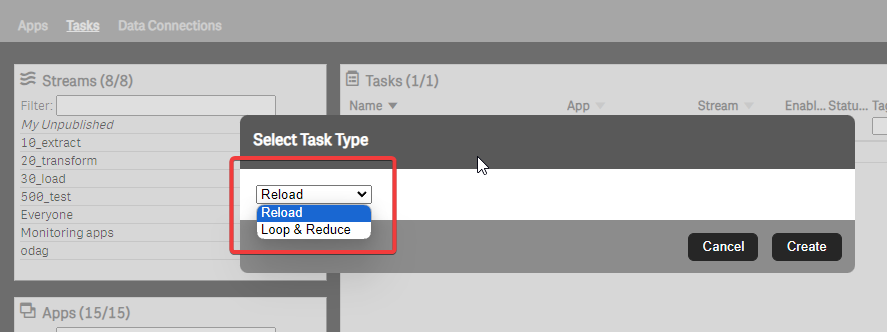 Apps Tasks Data Connections
Streams (8/8)
Filter:
My Unpublished
10_extract
20_transform
30_load
500_test
Everyone
Monitoring apps
odag
Apps (15/15)
Tasks (1/1)
Name App Stream Enabl... Statu... Tag
Select Task Type
Reload
Reload
Loop & Reduce
Cancel Create